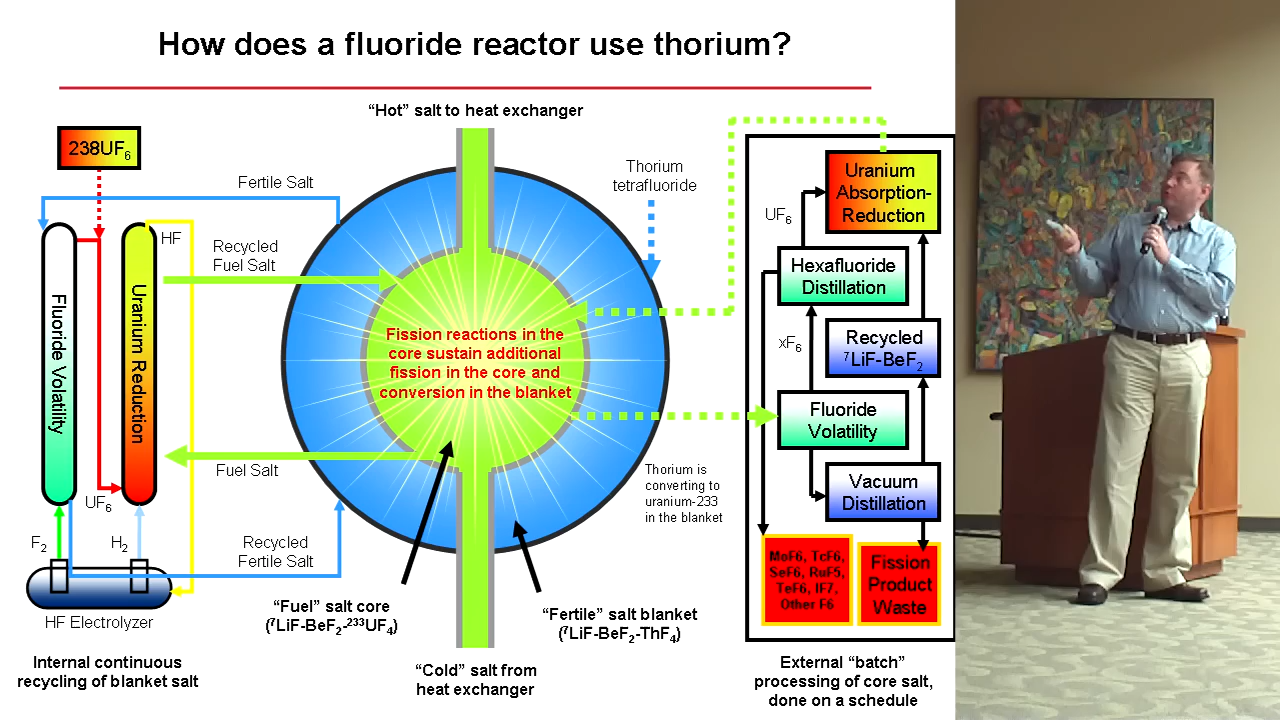 How does a fluoride reactor use thorium?
“Hot” salt to heat exchanger
238UF6
Fertile Salt
Thorium
tetrafluoride
HF
Recycled
Fuel Salt
Fluoride Volatility
Uranium Reduction
Fission reactions in the
core sustain additional
fission in the core and
conversion in the blanket
Fuel Salt
UF6
F2
H2
Recycled
Fertile Salt
HF Electrolyzer
Internal continuous
recycling of blanket salt
“Fuel” salt core
(⁷LiF-BeF2-²³³UF4)
“Cold” salt from
heat exchanger
“Fertile” salt blanket
(⁷LiF-BeF2-ThF4)
Thorium is
converting to
uranium-233
in the blanket
Uranium
Absorption-
Reduction
UF6
Hexafluoride
Distillation
xF6
Recycled
⁷LiF-BeF2
Fluoride
Volatility
Vacuum
Distillation
MoF6, TcF6,
SeF6, RuF5,
TeF6, IF7,
Other F6
Fission
Product
Waste
External “batch”
processing of core salt,
done on a schedule